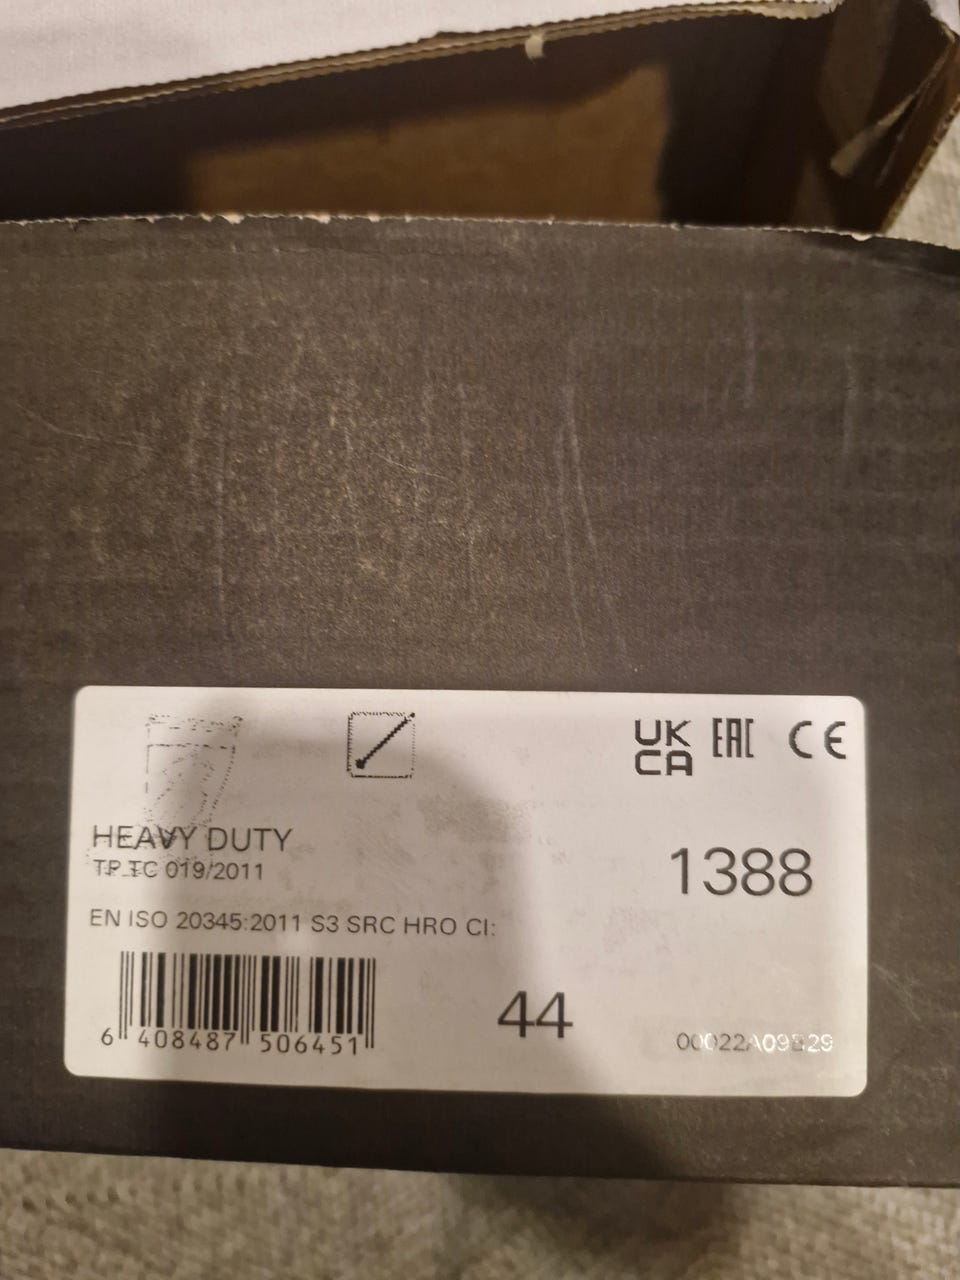 UK
CA
EAC
CE
HEAVY DUTY
TP TC 019/2011
1388
EN ISO 20345:2011 S3 SRC HRO CI:
44
6 408487 506451